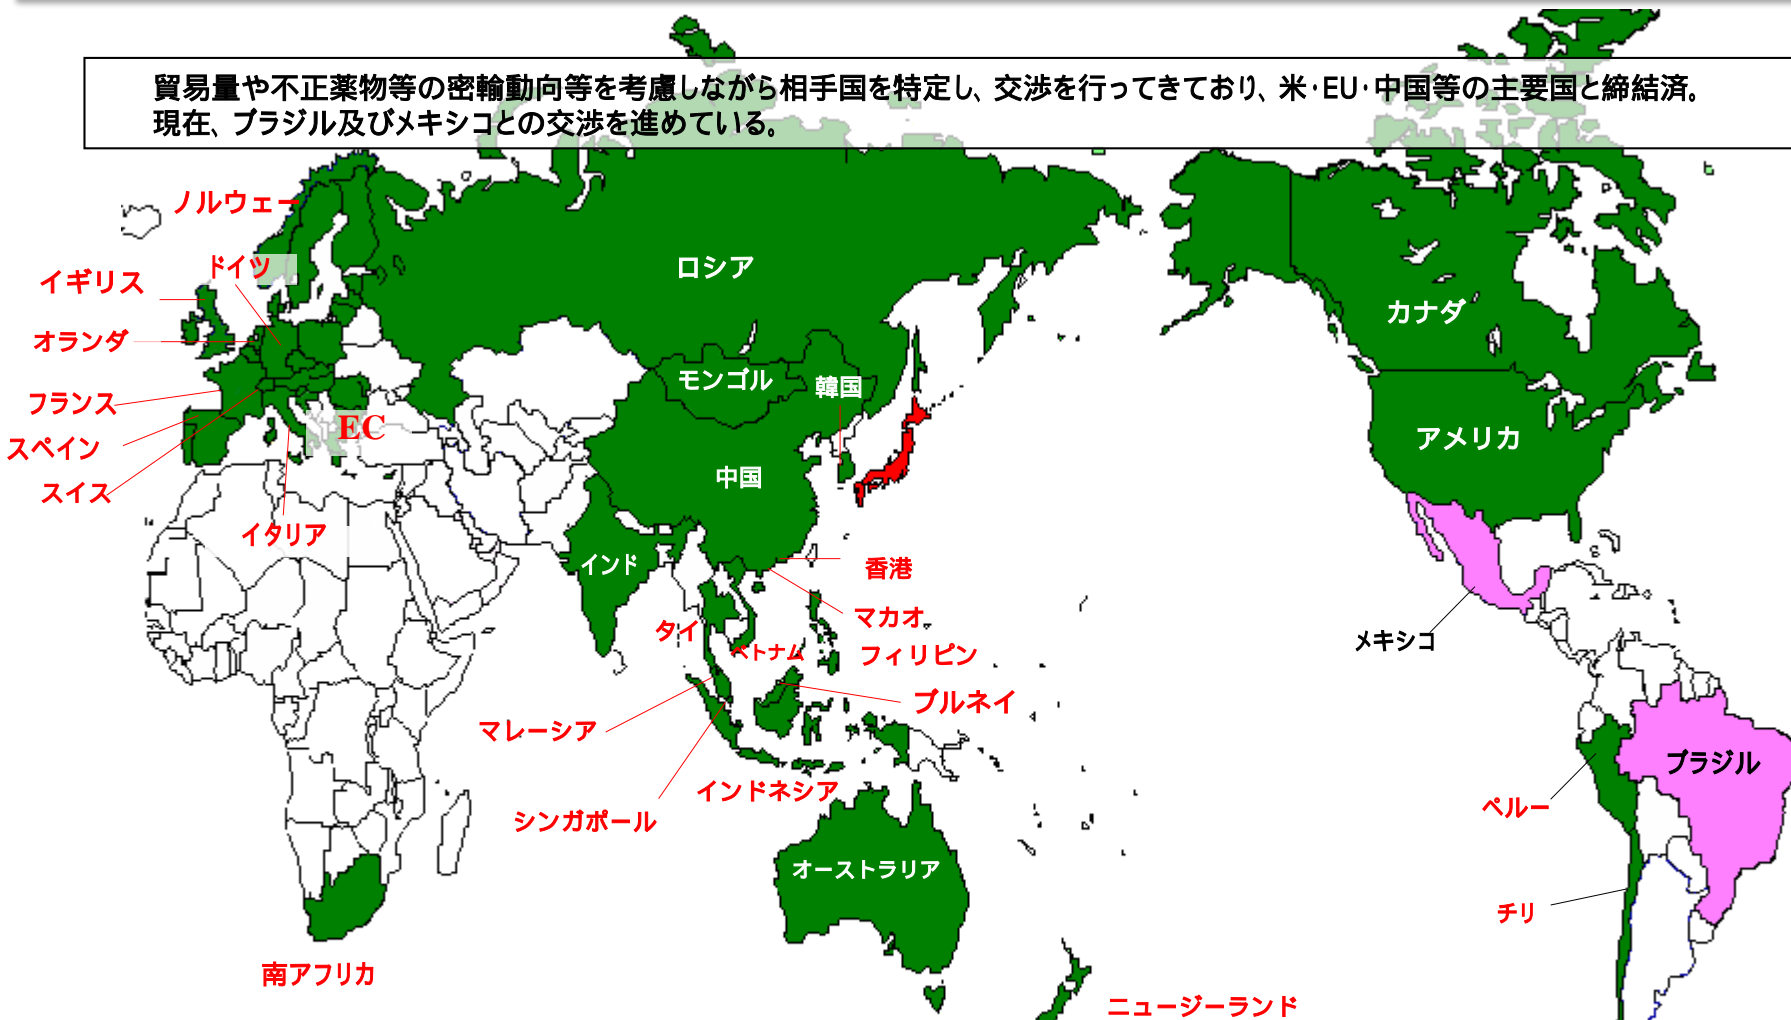 貿易量や不正薬物等の密輸動向等を考慮しながら相手国を特定し、交渉を行ってきており、米・EU・中国等の主要国と締結済。
現在、ブラジル及びメキシコとの交渉を進めている。
ノルウェー
ドイツ
イギリス
オランダ
フランス
スペイン
スイス
EC
イタリア
ロシア
モンゴル
韓国
中国
インド
香港
マカオ
タイ
ベトナム
フィリピン
ブルネイ
マレーシア
インドネシア
シンガポール
オーストラリア
南アフリカ
ニュージーランド
カナダ
アメリカ
メキシコ
ブラジル
ペルー
チリ